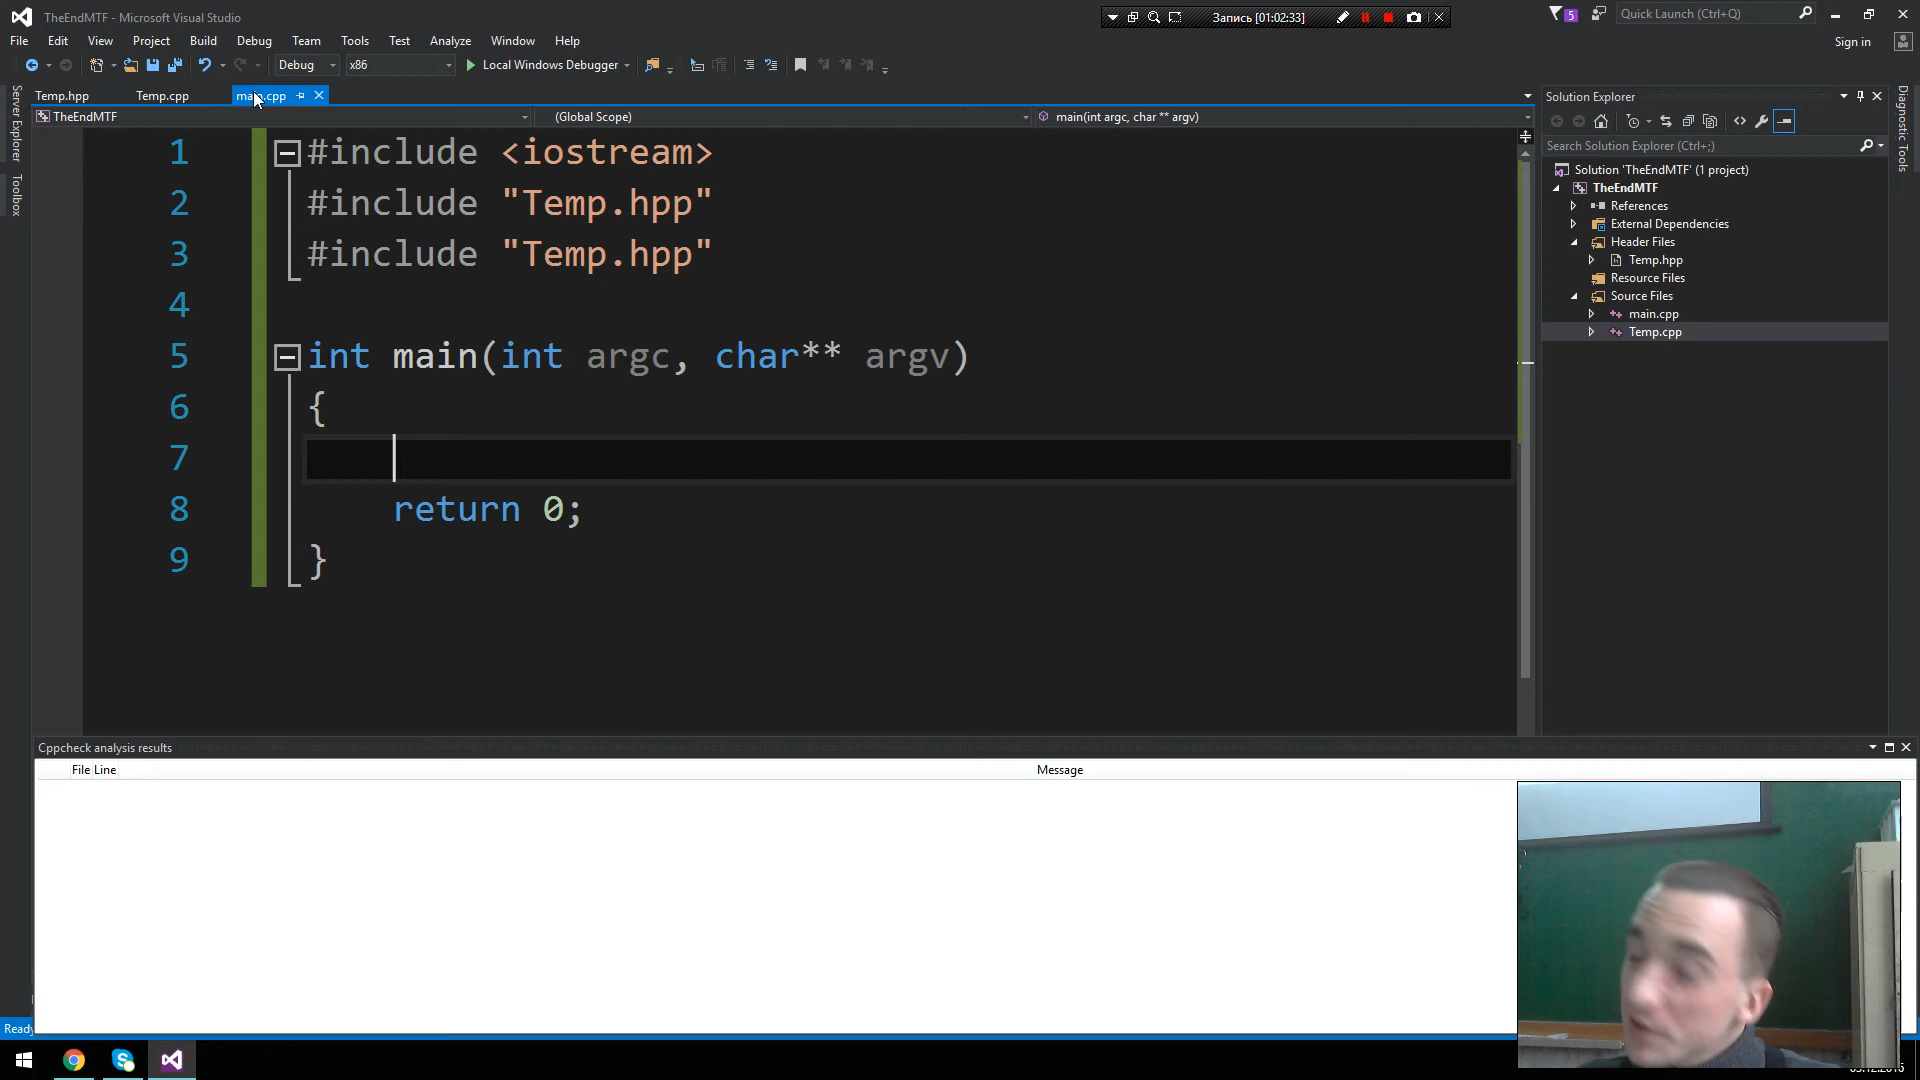 TheEndMTF - Microsoft Visual Studio
Запись [01:02:33]
5
Quick Launch (Ctrl+Q)
File Edit View Project Build Debug Team Tools Test Analyze Window Help
Sign in
Debug x86 Local Windows Debugger
Server Explorer
Toolbox
Temp.hpp Temp.cpp main.cpp
TheEndMTF (Global Scope) main(int argc, char ** argv)
1 #include <iostream>
2 #include "Temp.hpp"
3 #include "Temp.hpp"
4
5 int main(int argc, char** argv)
6 {
7
8 return 0;
9 }
Solution Explorer
Search Solution Explorer (Ctrl+;)
Solution 'TheEndMTF' (1 project)
TheEndMTF
References
External Dependencies
Header Files
Temp.hpp
Resource Files
Source Files
main.cpp
Temp.cpp
Diagnostic Tools
Cppcheck analysis results
File Line Message
Ready